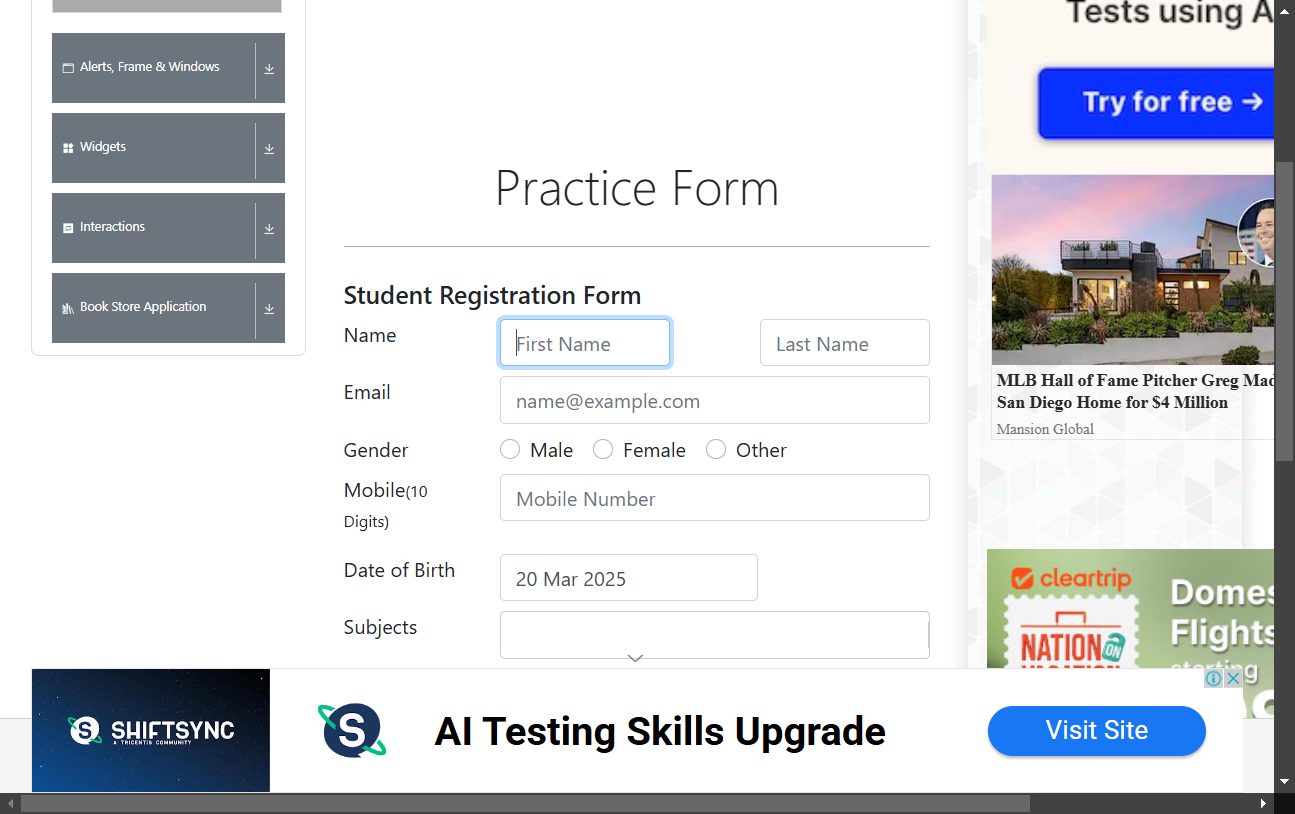 Alerts, Frame & Windows
Widgets
Interactions
Book Store Application
Practice Form
Student Registration Form
Name
First Name
Last Name
Email
name@example.com
Gender
Male
Female
Other
Mobile(10
Digits)
Mobile Number
Date of Birth
20 Mar 2025
Subjects
Tests using A
Try for free →
MLB Hall of Fame Pitcher Greg Mad
San Diego Home for $4 Million
Mansion Global
cleartrip
NATION
ON
Domes
Flights
starting
SHIFTSYNC
A TRICENTIS COMMUNITY
S
AI Testing Skills Upgrade
Visit Site